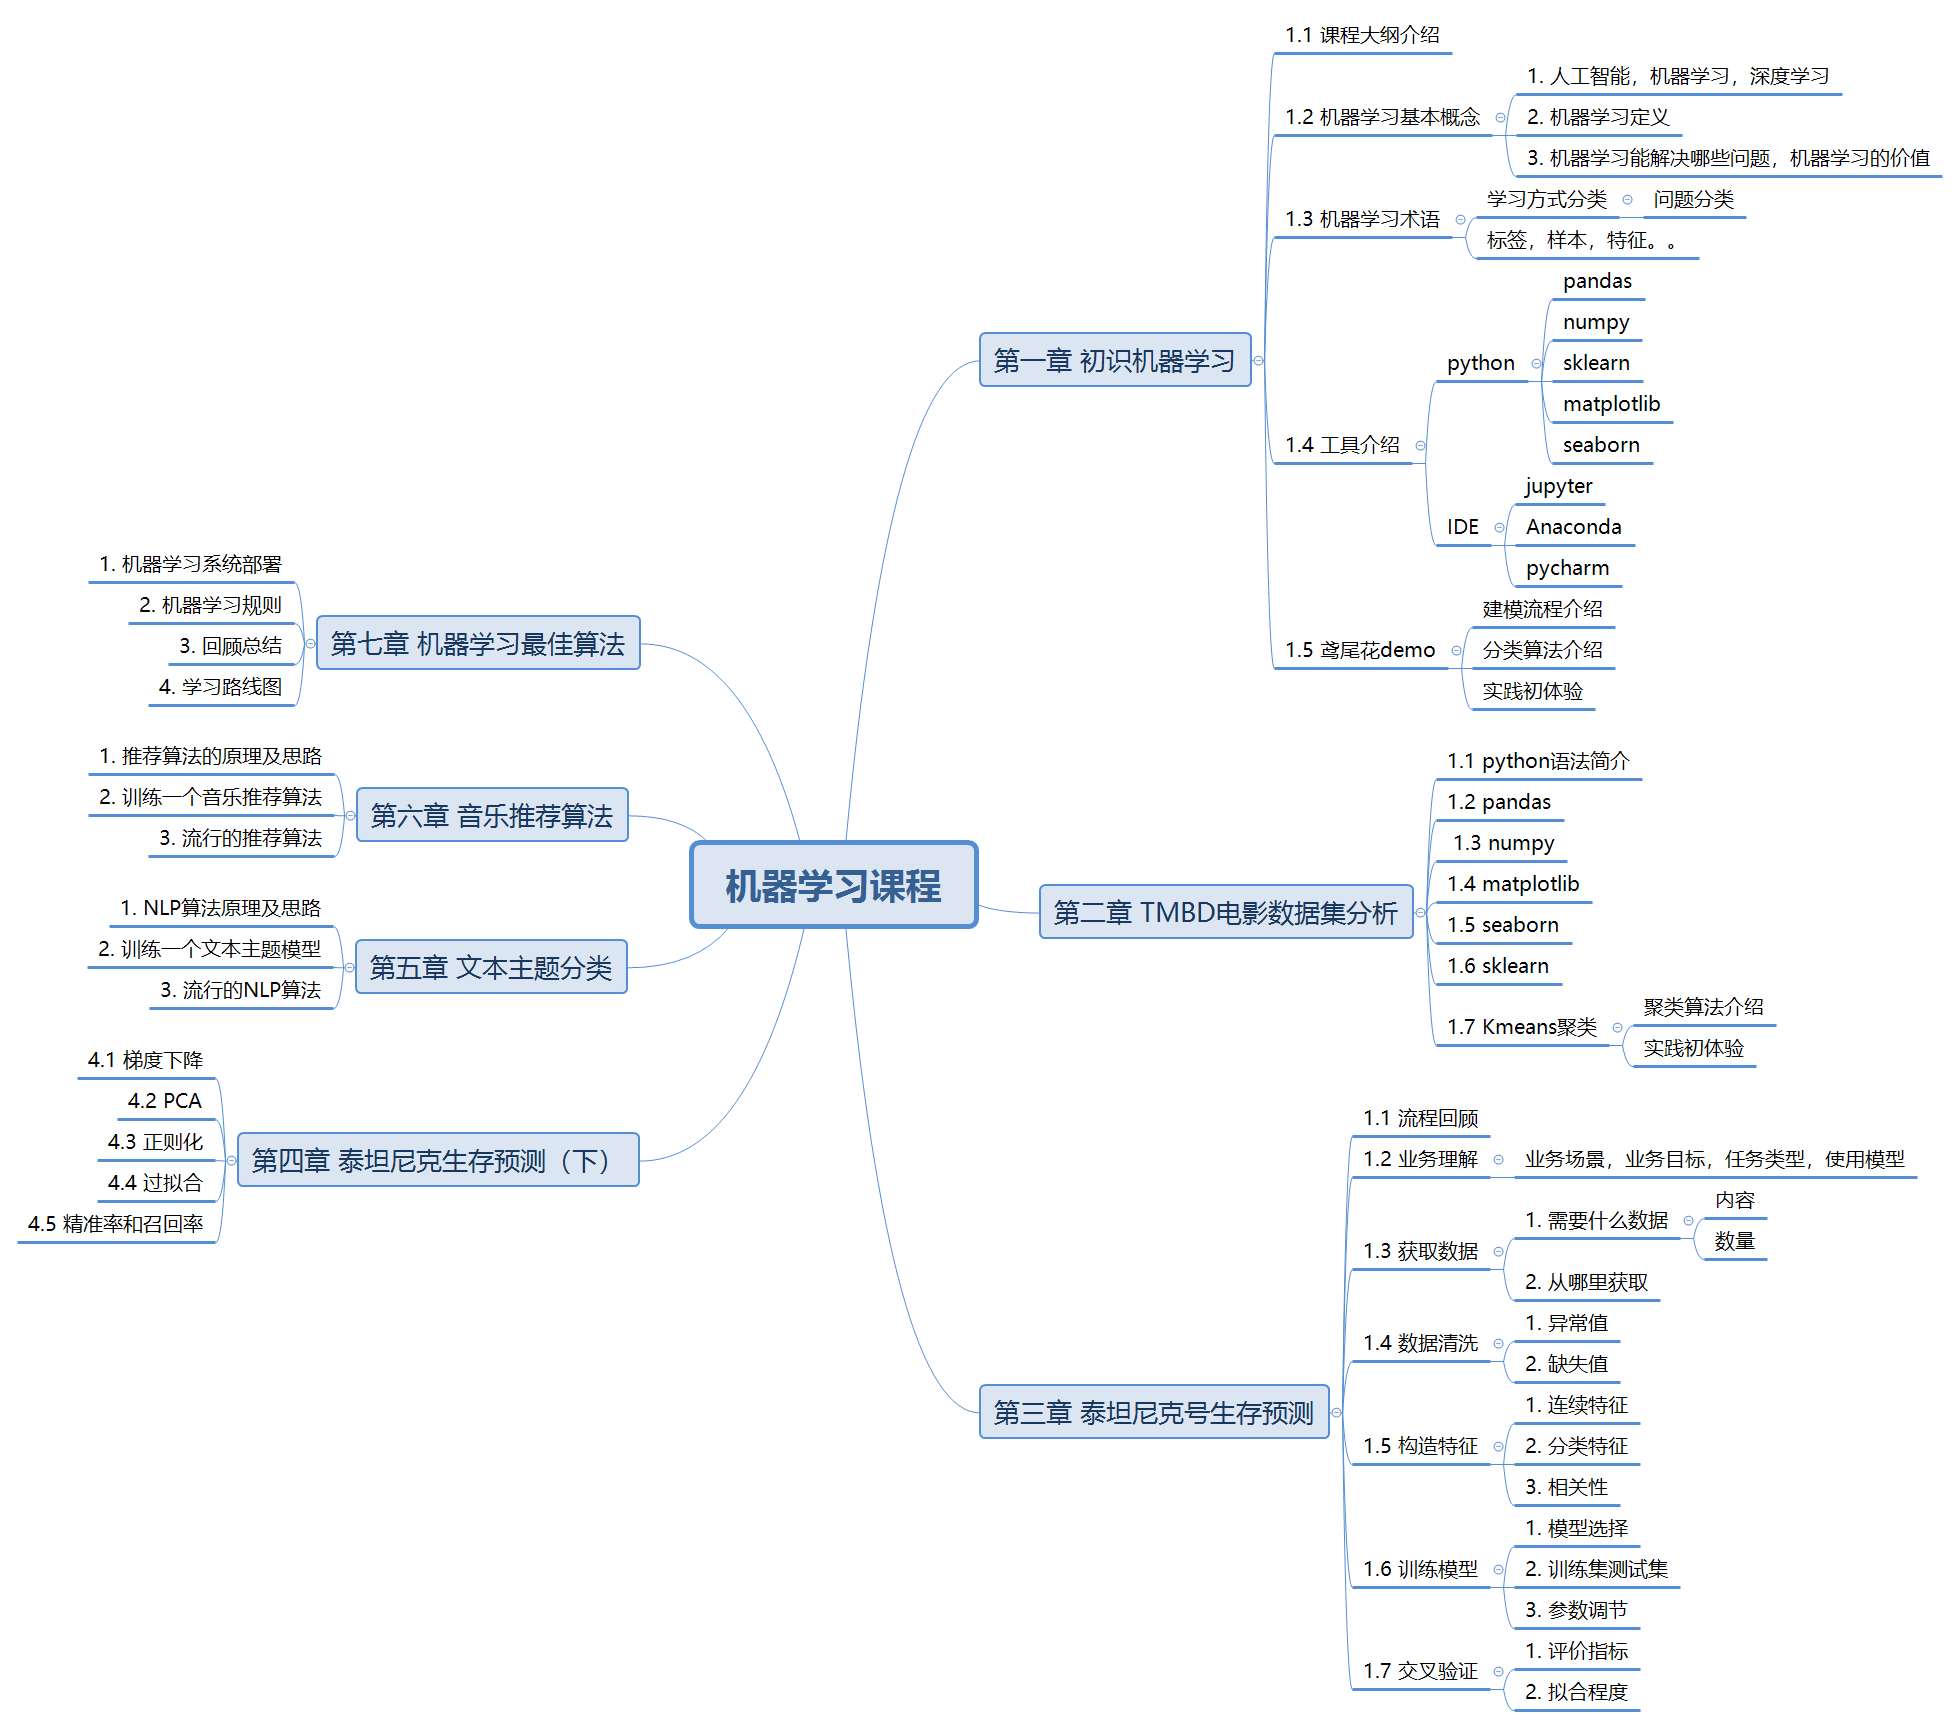 机器学习课程
第一章 初识机器学习
1.1 课程大纲介绍
1.2 机器学习基本概念
1. 人工智能，机器学习，深度学习
2. 机器学习定义
3. 机器学习能解决哪些问题，机器学习的价值
1.3 机器学习术语
学习方式分类
问题分类
标签，样本，特征。。
1.4 工具介绍
python
pandas
numpy
sklearn
matplotlib
seaborn
IDE
jupyter
Anaconda
pycharm
1.5 鸢尾花demo
建模流程介绍
分类算法介绍
实践初体验
第二章 TMBD电影数据集分析
1.1 python语法简介
1.2 pandas
1.3 numpy
1.4 matplotlib
1.5 seaborn
1.6 sklearn
1.7 Kmeans聚类
聚类算法介绍
实践初体验
第三章 泰坦尼克号生存预测
1.1 流程回顾
1.2 业务理解
业务场景，业务目标，任务类型，使用模型
1.3 获取数据
1. 需要什么数据
内容
数量
2. 从哪里获取
1.4 数据清洗
1. 异常值
2. 缺失值
1.5 构造特征
1. 连续特征
2. 分类特征
3. 相关性
1.6 训练模型
1. 模型选择
2. 训练集测试集
3. 参数调节
1.7 交叉验证
1. 评价指标
2. 拟合程度
第四章 泰坦尼克生存预测（下）
4.1 梯度下降
4.2 PCA
4.3 正则化
4.4 过拟合
4.5 精准率和召回率
第五章 文本主题分类
1. NLP算法原理及思路
2. 训练一个文本主题模型
3. 流行的NLP算法
第六章 音乐推荐算法
1. 推荐算法的原理及思路
2. 训练一个音乐推荐算法
3. 流行的推荐算法
第七章 机器学习最佳算法
1. 机器学习系统部署
2. 机器学习规则
3. 回顾总结
4. 学习路线图